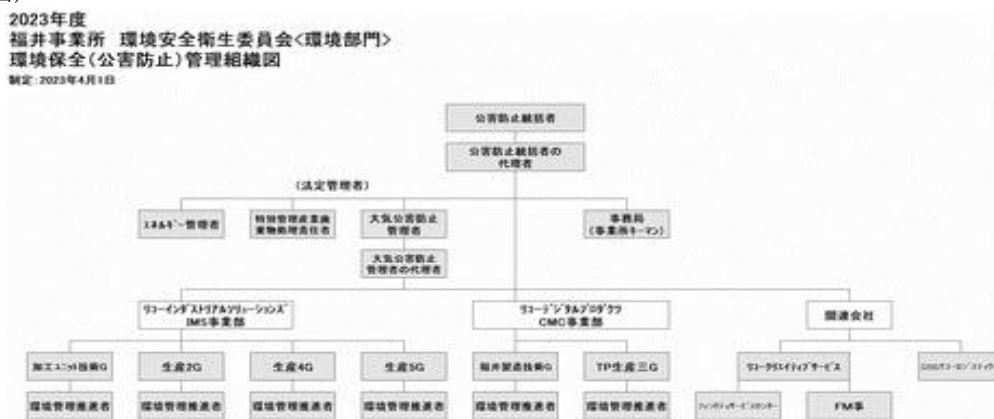 2023年度
福井事業所 環境安全衛生委員会<環境部門>
環境保全(公害防止)管理組織図
制定:2023年4月1日
公害防止統括者
公害防止統括者の
代理者
(法定管理者)
エネルギー管理者
特別管理産業廃
棄物処理責任者
大気公害防止
管理者
事務局
(事業所キーマン)
大気公害防止
管理者の代理者
リコーインダストリアルソリューションズ
IMS事業部
リコーデジタルプロダクツ
CMC事業部
関連会社
加工ユニット技術G
生産2G
生産4G
生産5G
福井製造技術G
TP生産三G
リコークリエイティブサービス
環境管理推進者
環境管理推進者
環境管理推進者
環境管理推進者
環境管理推進者
環境管理推進者
FM事